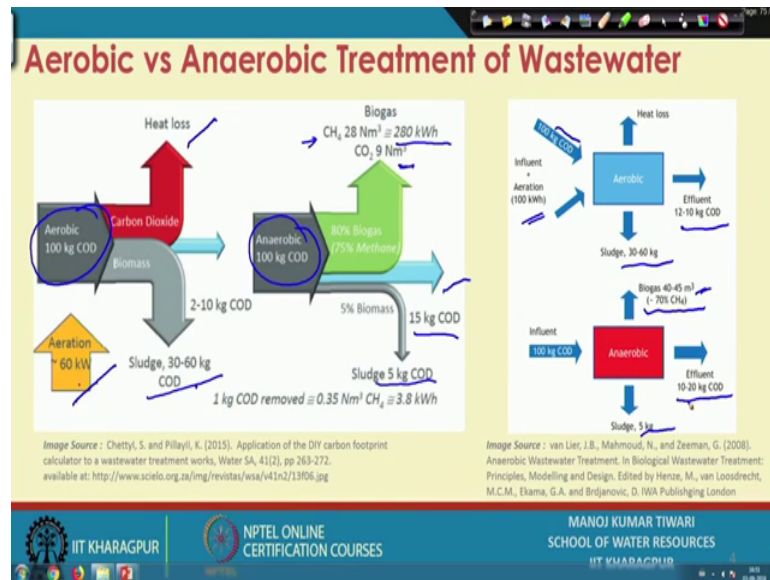 Page: 75
Aerobic vs Anaerobic Treatment of Wastewater
Heat loss
Aerobic
100 kg COD
Carbon Dioxide
Biomass
2-10 kg COD
Aeration
~ 60 kW
Sludge, 30-60 kg
COD
Biogas
CH₄ 28 Nm³ ≅ 280 kWh
CO₂ 9 Nm³
Anaerobic
100 kg COD
80% Biogas
(75% Methane)
5% Biomass
15 kg COD
Sludge 5 kg COD
1 kg COD removed ≅ 0.35 Nm³ CH₄ ≅ 3.8 kWh
Image Source : Chettyl, S. and Pillayll, K. (2015). Application of the DIY carbon footprint
calculator to a wastewater treatment works, Water SA, 41(2), pp 263-272.
available at: http://www.scielo.org.za/img/revistas/wsa/v41n2/13f06.jpg
Heat loss
100 kg COD
Influent
+
Aeration
(100 kWh)
Aerobic
Effluent
12-10 kg COD
Sludge, 30-60 kg
Biogas 40-45 m³
(~ 70% CH₄)
Influent
100 kg COD
Anaerobic
Effluent
10-20 kg COD
Sludge, 5 kg
Image Source : van Lier, J.B., Mahmoud, N., and Zeeman, G. (2008).
Anaerobic Wastewater Treatment. In Biological Wastewater Treatment:
Principles, Modelling and Design. Edited by Henze, M., van Loosdrecht,
M.C.M., Ekama, G.A. and Brdjanovic, D. IWA Publishging London
IIT KHARAGPUR
NPTEL ONLINE
CERTIFICATION COURSES
NPTEL
MANOJ KUMAR TIWARI
SCHOOL OF WATER RESOURCES
IIT KHARAGPUR
4